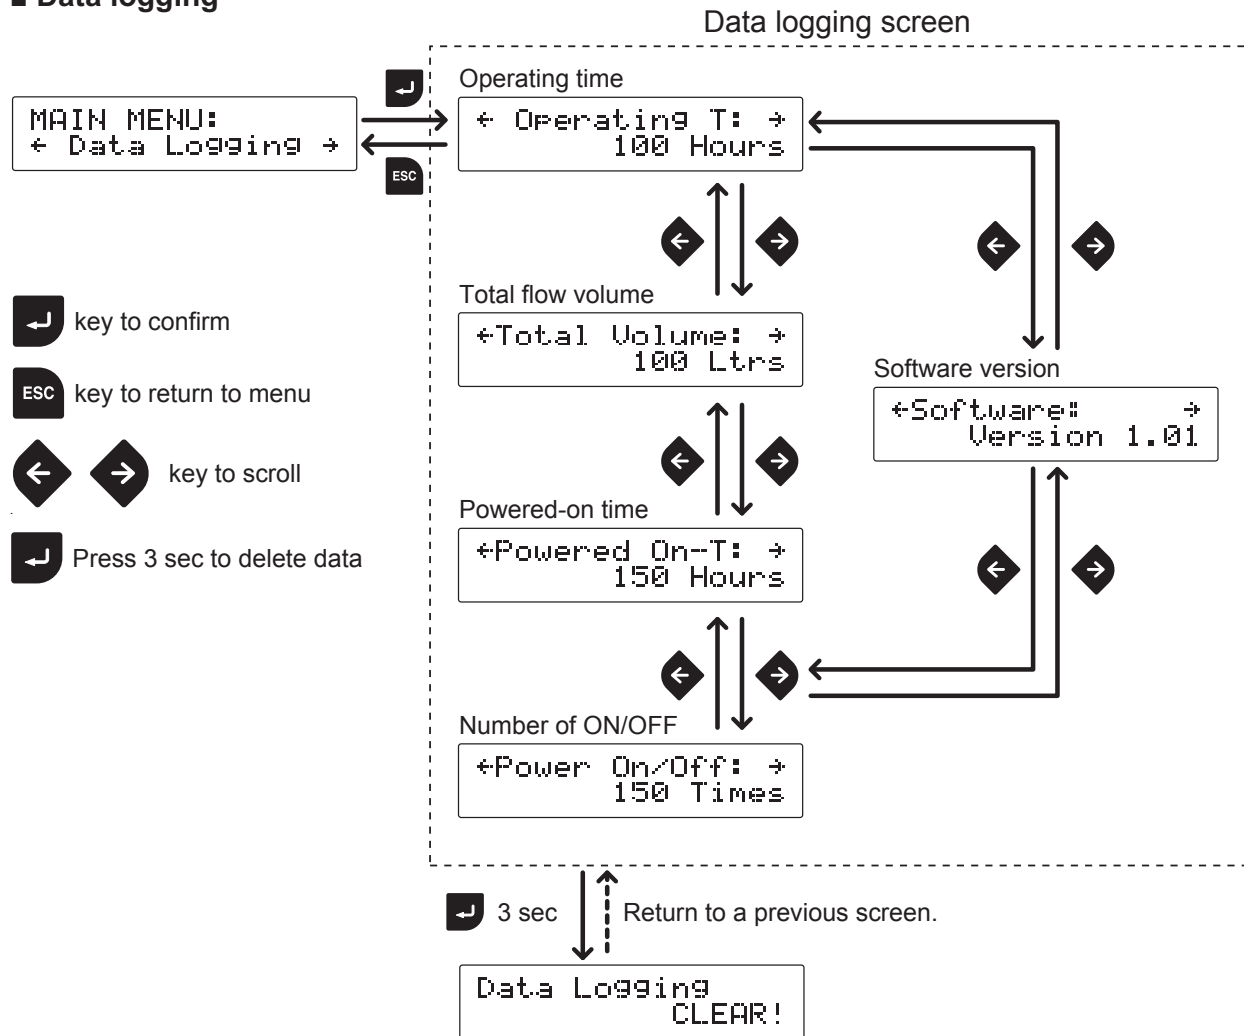 ■ Data logging
Data logging screen
Operating time
MAIN MENU:
← Data Logging →
← Operating T: →
100 Hours
ESC
Total flow volume
←Total Volume: →
100 Ltrs
key to confirm
ESC key to return to menu
key to scroll
Press 3 sec to delete data
Software version
←Software: →
Version 1.01
Powered-on time
←Powered On-T: →
150 Hours
Number of ON/OFF
←Power On/Off: →
150 Times
3 sec
Return to a previous screen.
Data Logging
CLEAR!